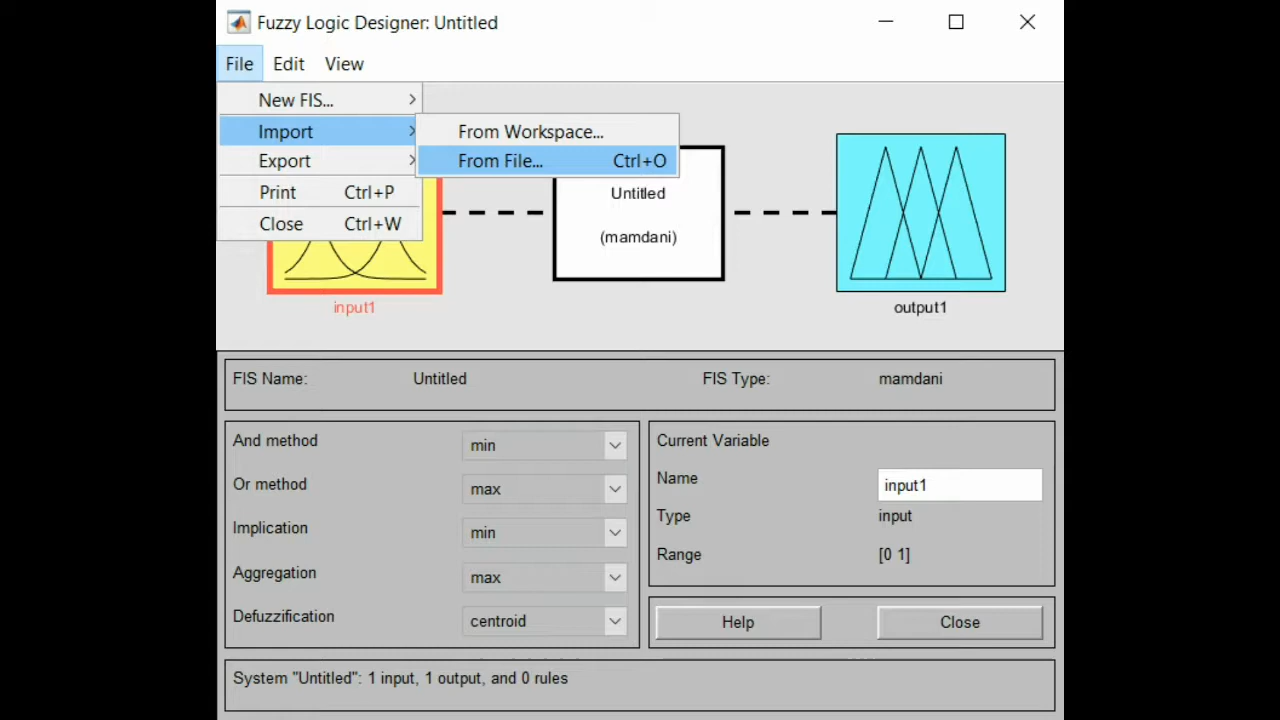 Fuzzy Logic Designer: Untitled
File Edit View
New FIS...
Import
From Workspace...
Export
From File... Ctrl+O
Print Ctrl+P
Close Ctrl+W
Untitled
(mamdani)
input1
output1
FIS Name: Untitled FIS Type: mamdani
And method min
Or method max
Implication min
Aggregation max
Defuzzification centroid
Current Variable
Name input1
Type input
Range [0 1]
Help Close
System "Untitled": 1 input, 1 output, and 0 rules